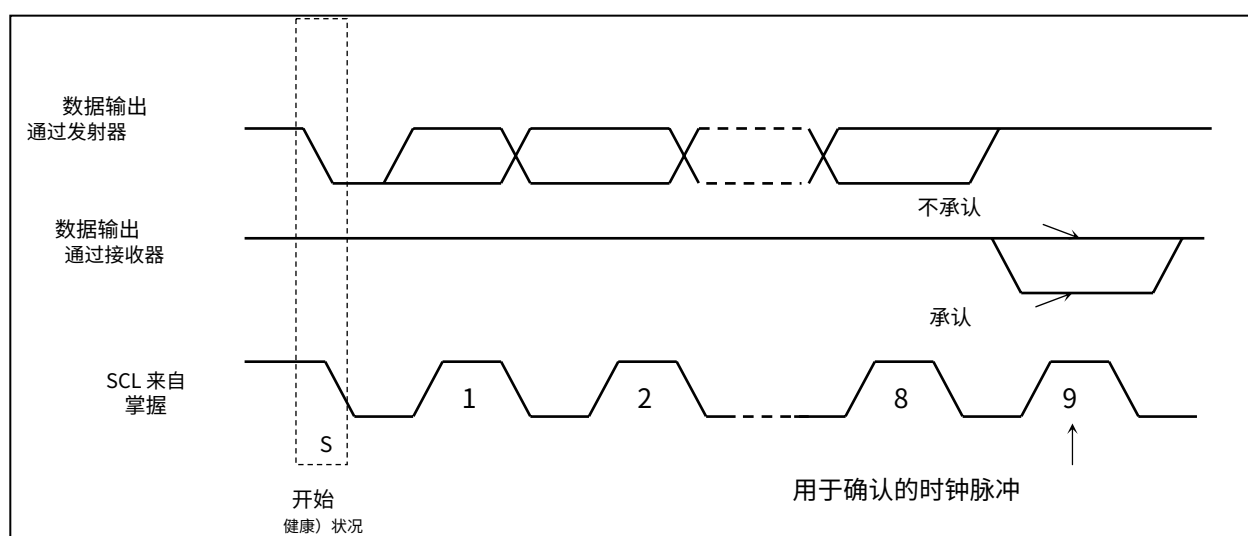 数据输出
通过发射器
不承认
数据输出
通过接收器
承认
SCL 来自
掌握
1
2
8
9
S
用于确认的时钟脉冲
开始
健康）状况